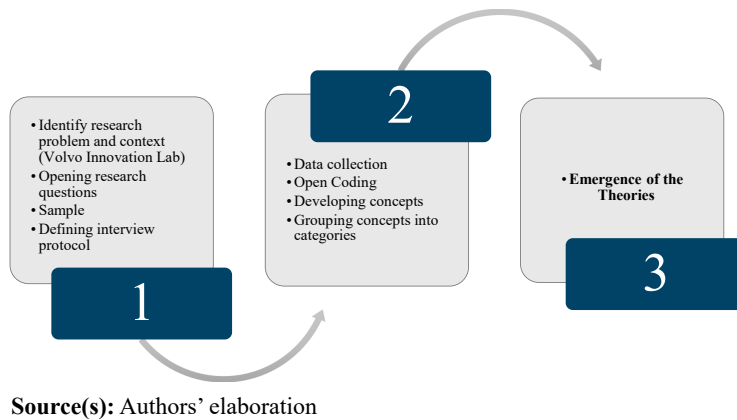 • Identify research
problem and context
(Volvo Innovation Lab)
• Opening research
questions
• Sample
• Defining interview
protocol
1
2
• Data collection
• Open Coding
• Developing concepts
• Grouping concepts into
categories
• Emergence of the
Theories
3
Source(s): Authors’ elaboration